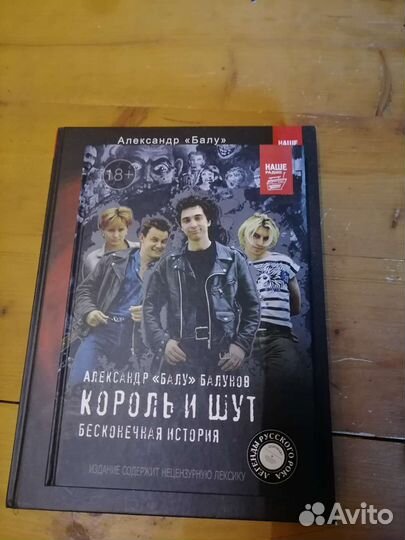 Александр «Балу»
НАШЕ
18+
НАШЕ
РАДИО
АЛЕКСАНДР «БАЛУ» БАЛУНОВ
КОРОЛЬ И ШУТ
БЕСКОНЕЧНАЯ ИСТОРИЯ
ЛЕГЕНДЫ РУССКОГО РОКА
ИЗДАНИЕ СОДЕРЖИТ НЕЦЕНЗУРНУЮ ЛЕКСИКУ
Avito